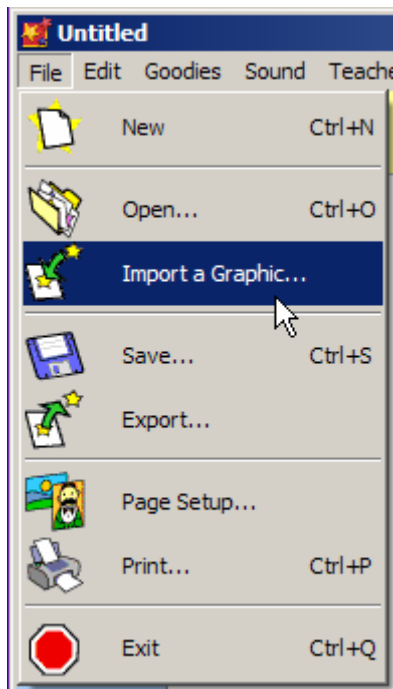 Untitled
File Edit Goodies Sound Teache
New Ctrl+N
Open... Ctrl+O
Import a Graphic...
Save... Ctrl+S
Export...
Page Setup...
Print... Ctrl+P
Exit Ctrl+Q